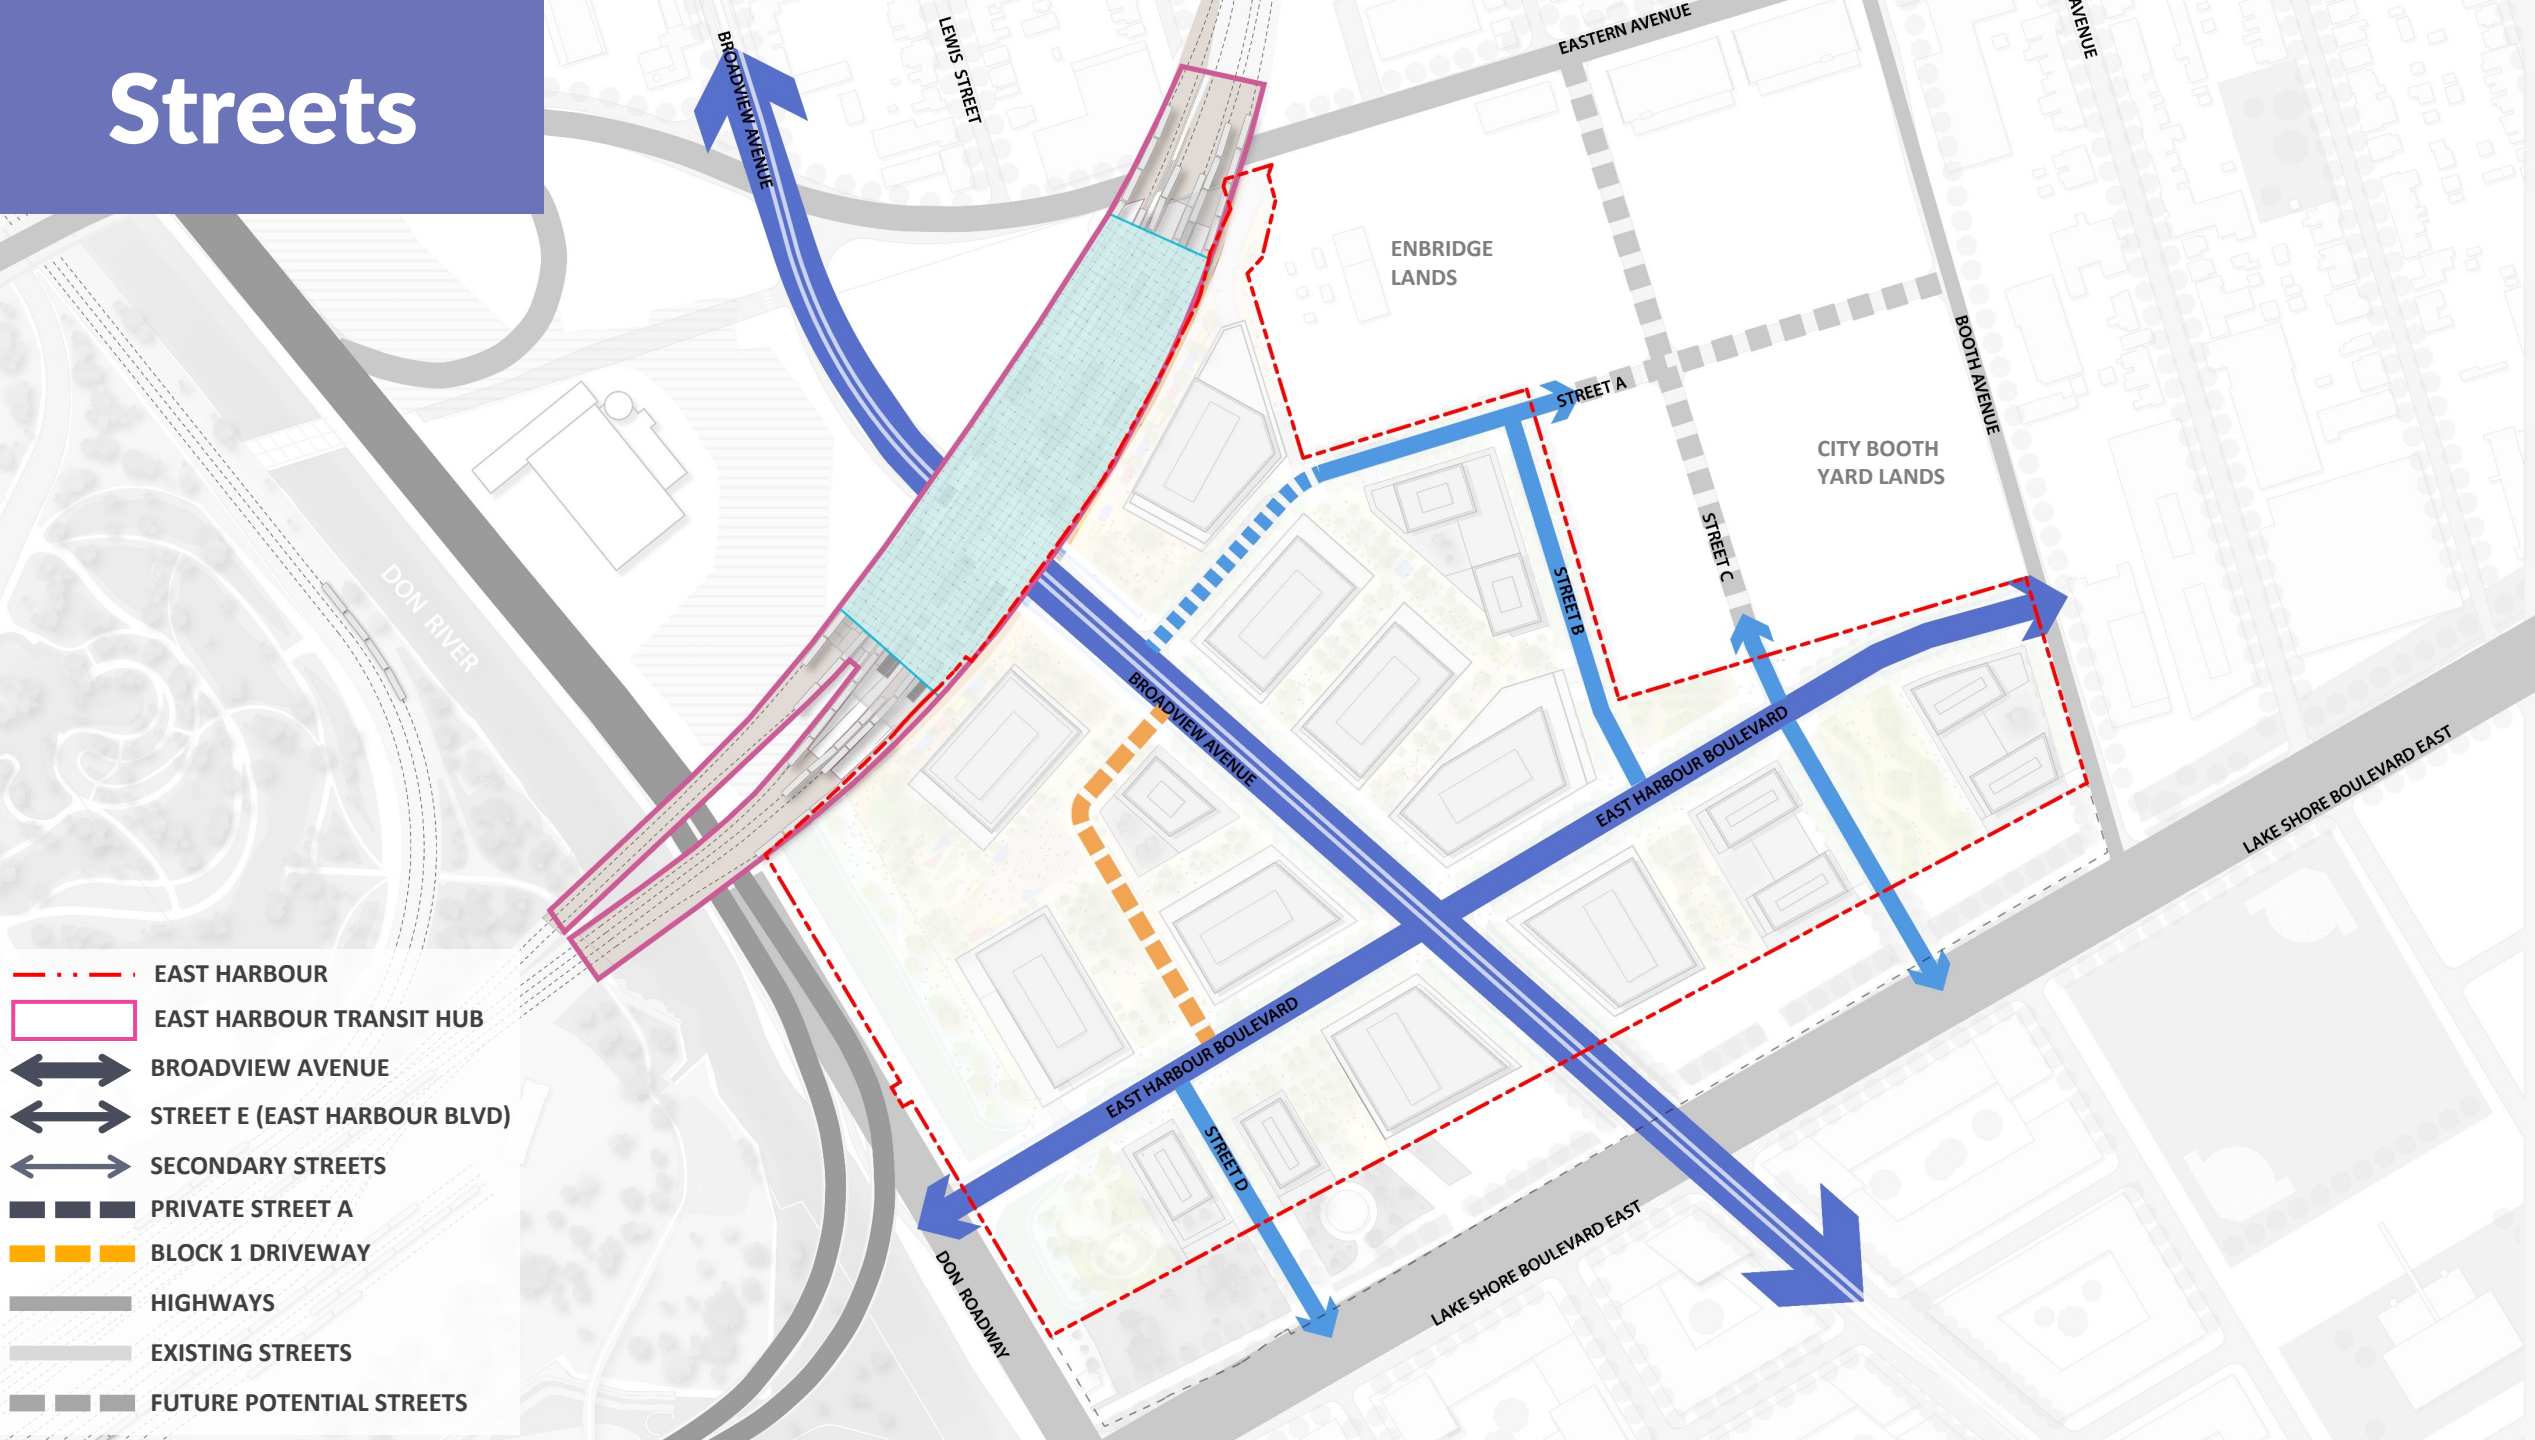 Streets
BROADVIEW AVENUE
LEWIS STREET
EASTERN AVENUE
AVENUE
ENBRIDGE
LANDS
BOOTH AVENUE
STREET A
CITY BOOTH
YARD LANDS
STREET C
STREET B
DON RIVER
BROADVIEW AVENUE
EAST HARBOUR BOULEVARD
LAKE SHORE BOULEVARD EAST
EAST HARBOUR BOULEVARD
STREET D
DON ROADWAY
LAKE SHORE BOULEVARD EAST
EAST HARBOUR
EAST HARBOUR TRANSIT HUB
BROADVIEW AVENUE
STREET E (EAST HARBOUR BLVD)
SECONDARY STREETS
PRIVATE STREET A
BLOCK 1 DRIVEWAY
HIGHWAYS
EXISTING STREETS
FUTURE POTENTIAL STREETS